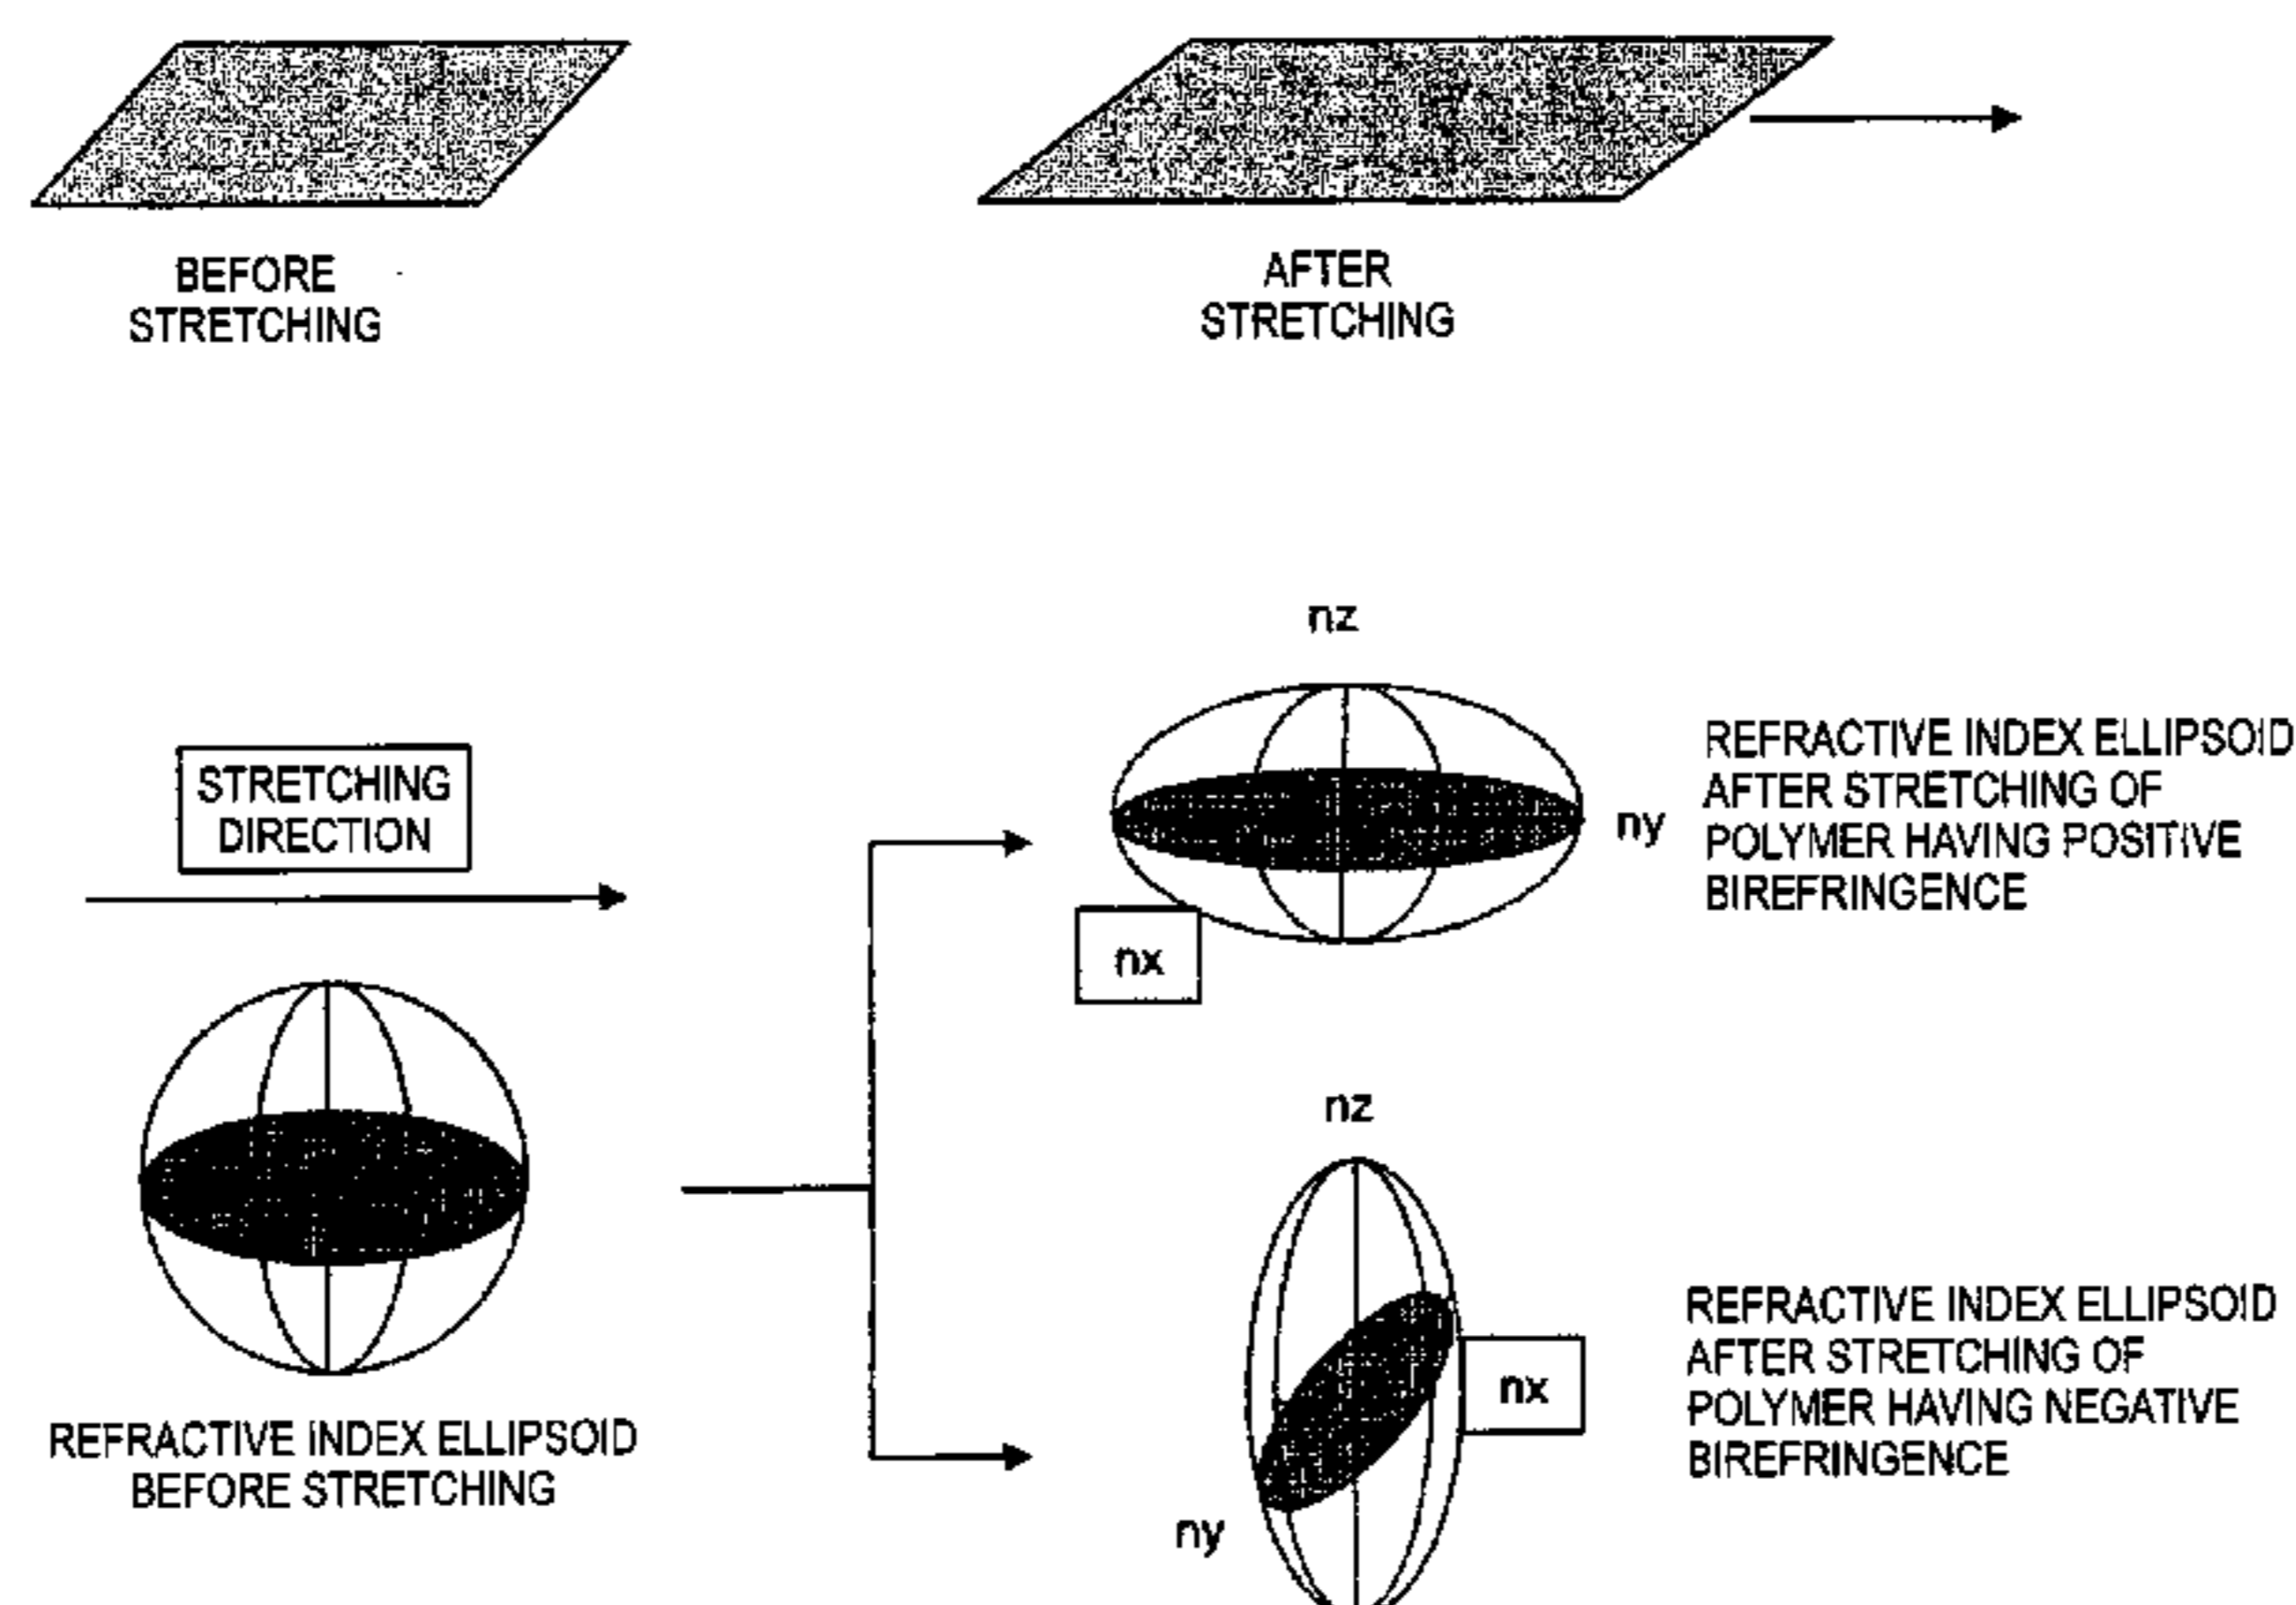 BEFORE
STRETCHING
AFTER
STRETCHING
STRETCHING
DIRECTION
REFRACTIVE INDEX ELLIPSOID
BEFORE STRETCHING
nz
ny
nx
REFRACTIVE INDEX ELLIPSOID
AFTER STRETCHING OF
POLYMER HAVING POSITIVE
BIREFRINGENCE
nz
nx
ny
REFRACTIVE INDEX ELLIPSOID
AFTER STRETCHING OF
POLYMER HAVING NEGATIVE
BIREFRINGENCE